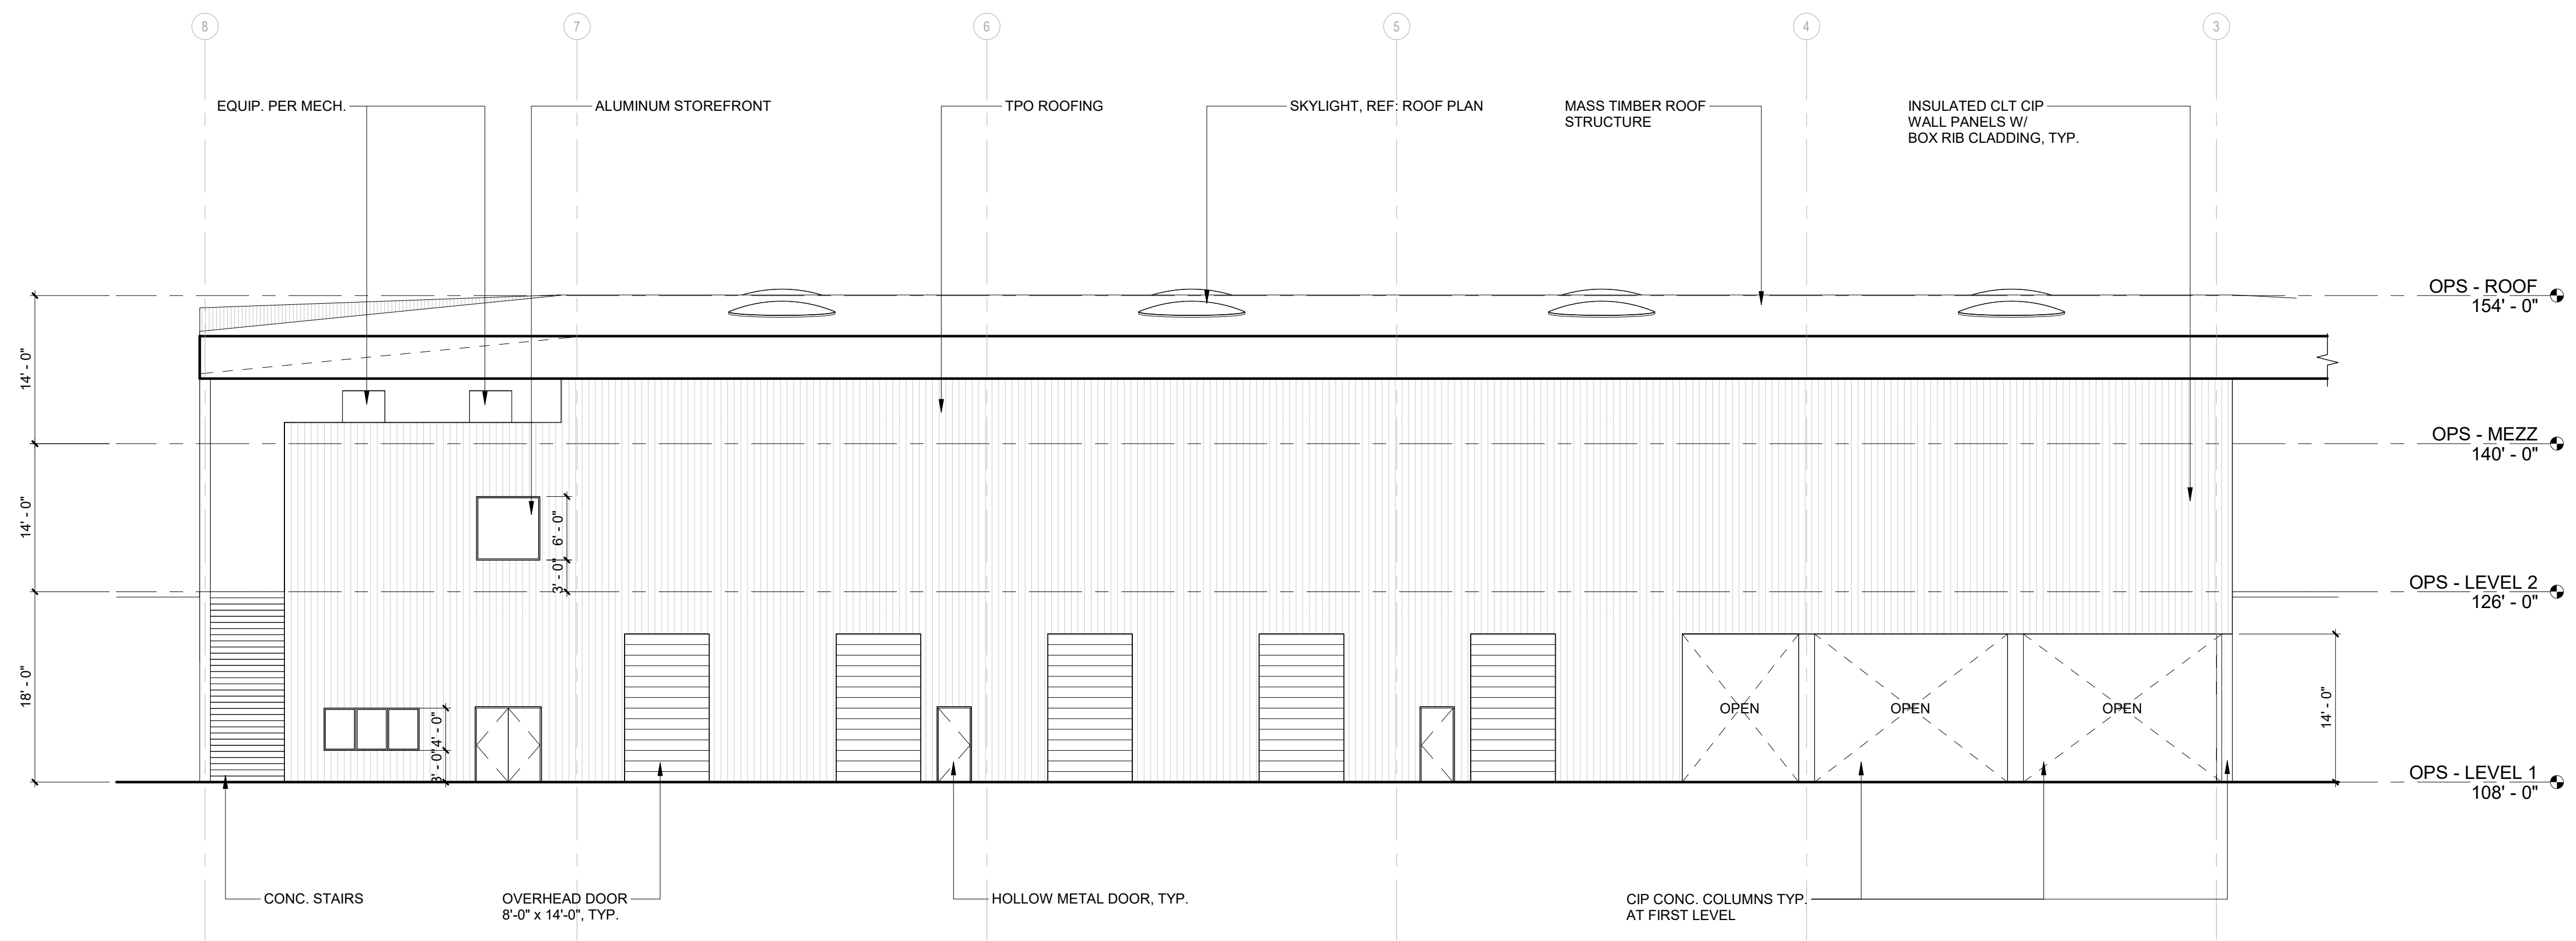 8
7
6
5
4
3
EQUIP. PER MECH.
ALUMINUM STOREFRONT
TPO ROOFING
SKYLIGHT, REF: ROOF PLAN
MASS TIMBER ROOF
STRUCTURE
INSULATED CLT CIP
WALL PANELS W/
BOX RIB CLADDING, TYP.
OPS - ROOF
154' - 0"
14' - 0"
OPS - MEZZ
140' - 0"
14' - 0"
6' - 0"
3' - 0"
OPS - LEVEL 2
126' - 0"
18' - 0"
4' - 0"
3' - 0"
OPEN
OPEN
OPEN
14' - 0"
OPS - LEVEL 1
108' - 0"
CONC. STAIRS
OVERHEAD DOOR
8'-0" x 14'-0", TYP.
HOLLOW METAL DOOR, TYP.
CIP CONC. COLUMNS TYP.
AT FIRST LEVEL